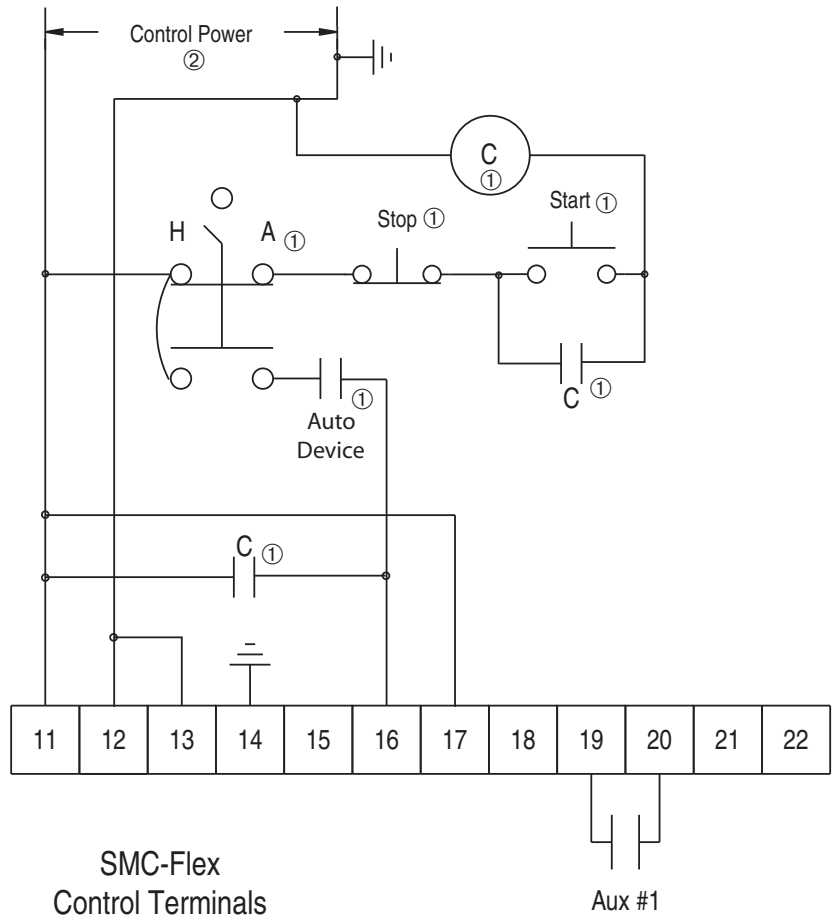 Control Power
②
C
①
H
A ①
Stop ①
Start ①
C ①
①
Auto
Device
C ①
11 12 13 14 15 16 17 18 19 20 21 22
SMC-Flex
Control Terminals
Aux #1